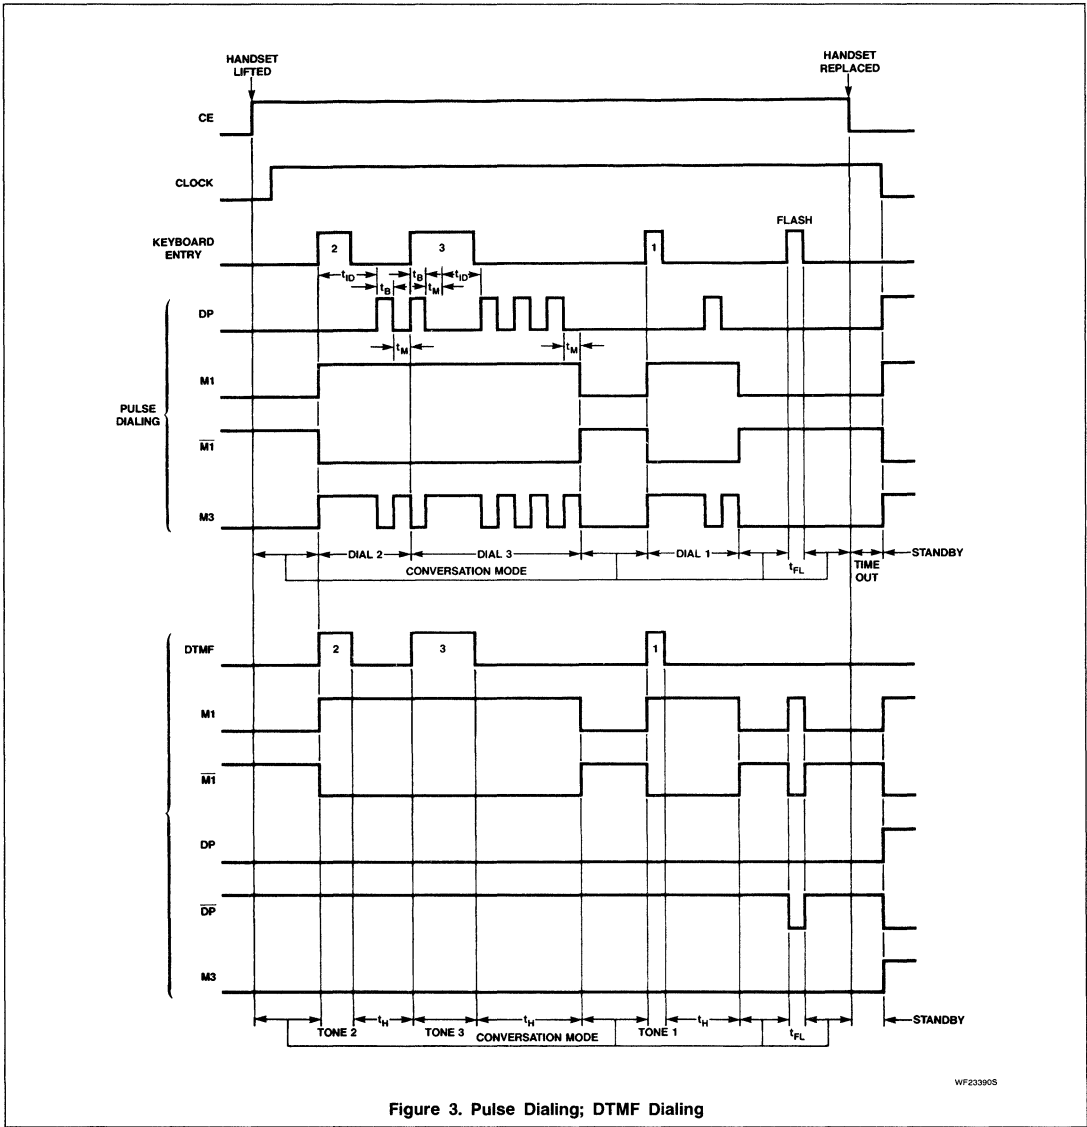 HANDSET
LIFTED
HANDSET
REPLACED
CE
CLOCK
FLASH
KEYBOARD
ENTRY
2
3
1
tID
tB
tID
tB
tM
DP
tM
tM
M1
PULSE
DIALING
M1
M3
DIAL 2
DIAL 3
DIAL 1
STANDBY
CONVERSATION MODE
tFL
TIME
OUT
DTMF
2
3
1
M1
M1
DP
DP
M3
tH
tH
tH
STANDBY
TONE 2
TONE 3
CONVERSATION MODE
TONE 1
tFL
WF23390S
Figure 3. Pulse Dialing; DTMF Dialing